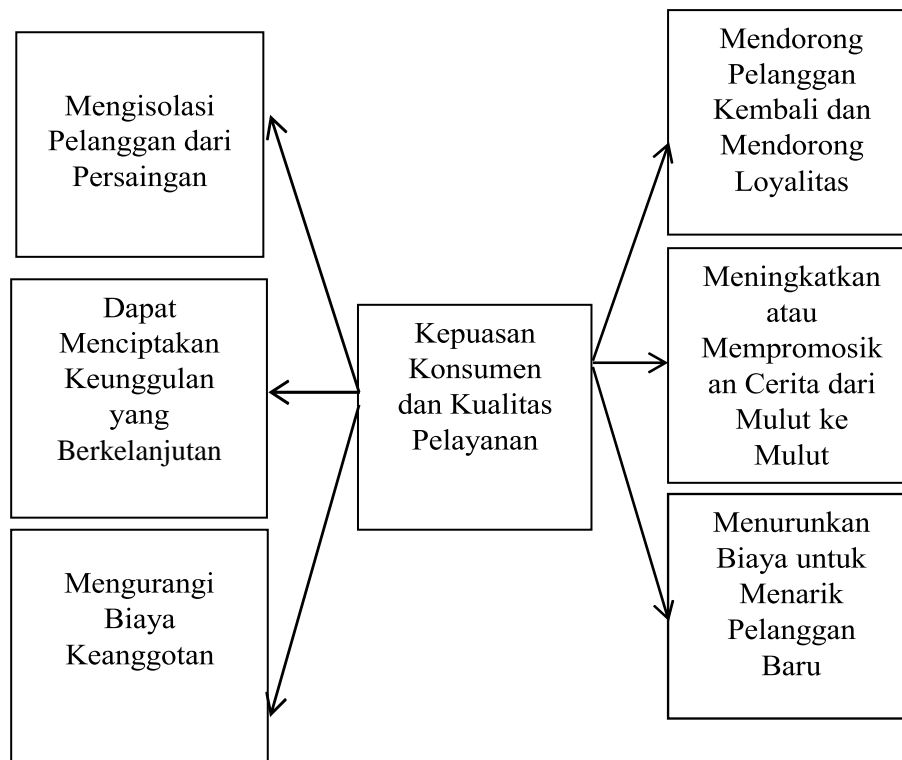 Mengisolasi
Pelanggan dari
Persaingan
Dapat
Menciptakan
Keunggulan
yang
Berkelanjutan
Mengurangi
Biaya
Keanggotan
Kepuasan
Konsumen
dan Kualitas
Pelayanan
Mendorong
Pelanggan
Kembali dan
Mendorong
Loyalitas
Meningkatkan
atau
Mempromosik
an Cerita dari
Mulut ke
Mulut
Menurunkan
Biaya untuk
Menarik
Pelanggan
Baru